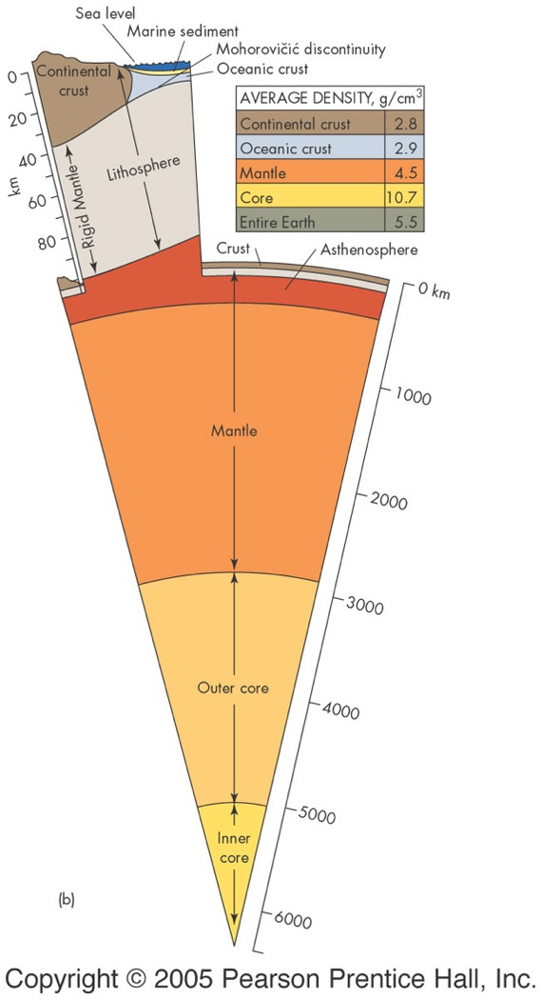 Sea level
Marine sediment
Mohorovičić discontinuity
Oceanic crust
Continental
crust
0
20
40
60
80
km
Rigid Mantle
Lithosphere
AVERAGE DENSITY, g/cm³
Continental crust 2.8
Oceanic crust 2.9
Mantle 4.5
Core 10.7
Entire Earth 5.5
Crust
Asthenosphere
0 km
1000
Mantle
2000
3000
Outer core
4000
5000
Inner
core
6000
(b)
Copyright © 2005 Pearson Prentice Hall, Inc.